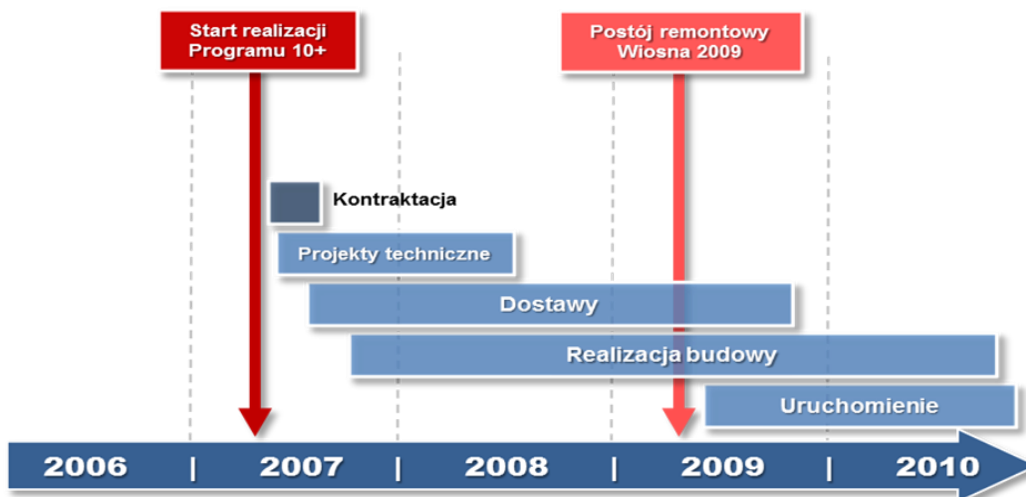 Start realizacji
Programu 10+
Postój remontowy
Wiosna 2009
Kontraktacja
Projekty techniczne
Dostawy
Realizacja budowy
Uruchomienie
2006 | 2007 | 2008 | 2009 | 2010